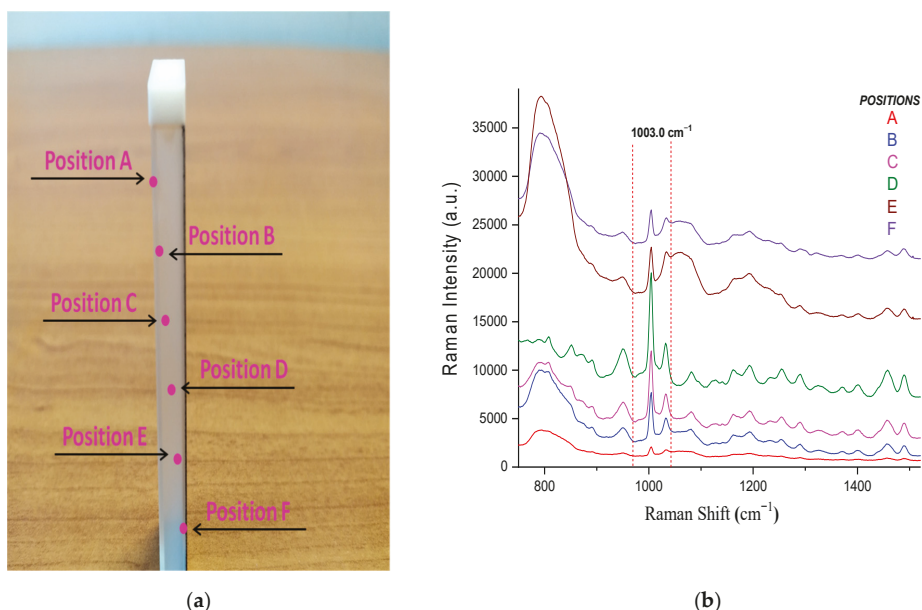 Position A
Position B
Position C
Position D
Position E
Position F
(a)
POSITIONS
A
B
C
D
E
F
1003.0 cm⁻¹
Raman Intensity (a.u.)
35000
30000
25000
20000
15000
10000
5000
0
800
1000
1200
1400
Raman Shift (cm⁻¹)
(b)